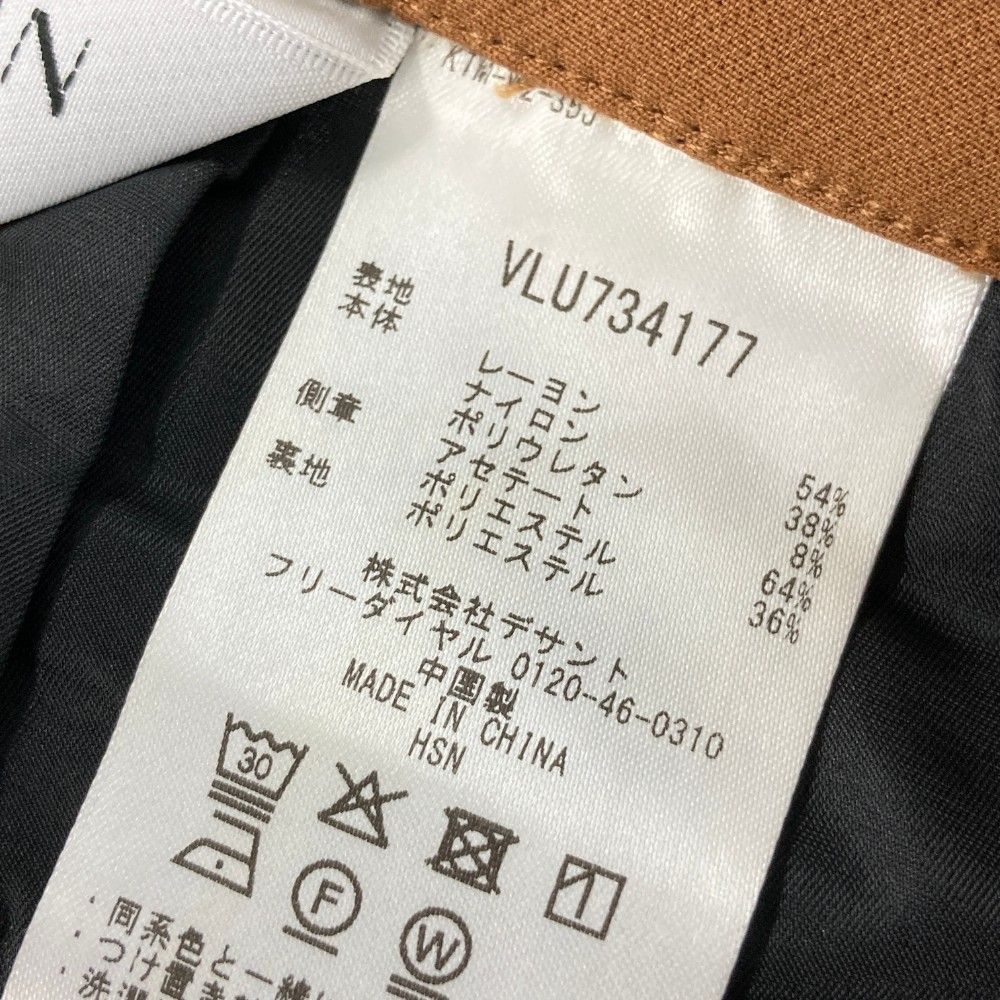 N
VLU734177
表地
本体 レーヨン 54%
ナイロン 38%
ポリウレタン 8%
側章 アセテート 64%
ポリエステル 36%
裏地 ポリエステル
株式会社デサント
フリーダイヤル 0120-46-0310
中国製
MADE IN CHINA
HSN
30
F
W
・同系色と一緒
・つけ置き
・洗濯